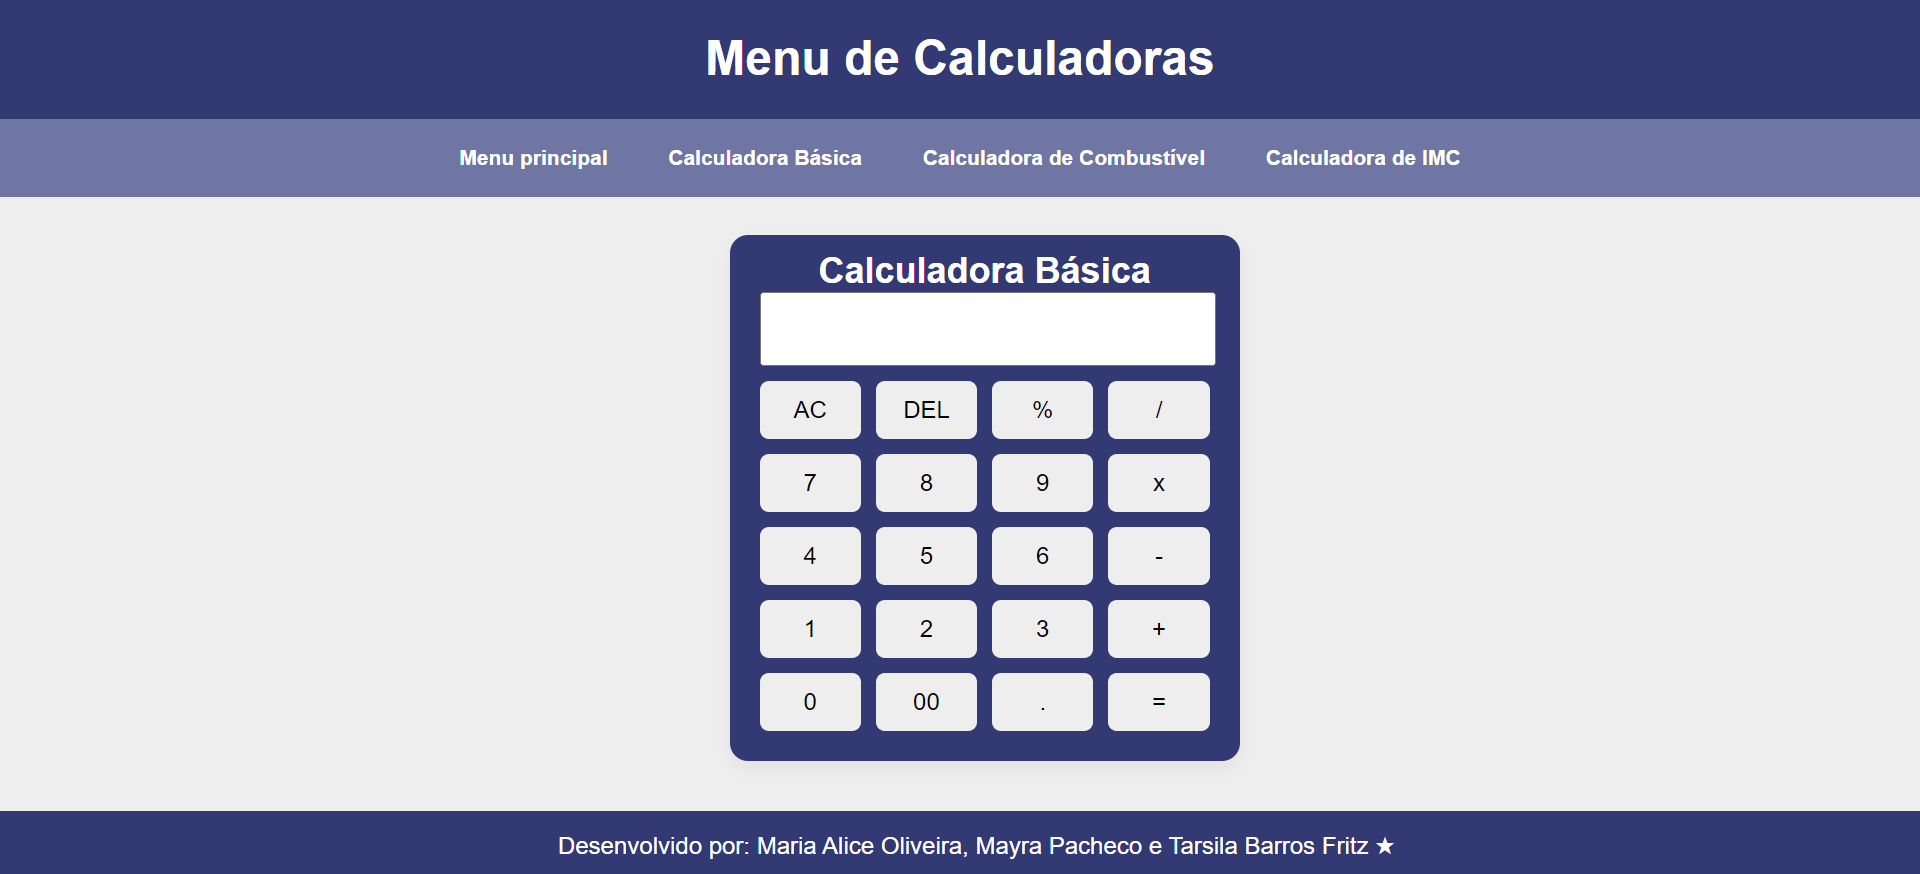 Menu de Calculadoras
Menu principal Calculadora Básica Calculadora de Combustível Calculadora de IMC
Calculadora Básica
AC DEL % /
7 8 9 x
4 5 6 -
1 2 3 +
0 00 . =
Desenvolvido por: Maria Alice Oliveira, Mayra Pacheco e Tarsila Barros Fritz ★